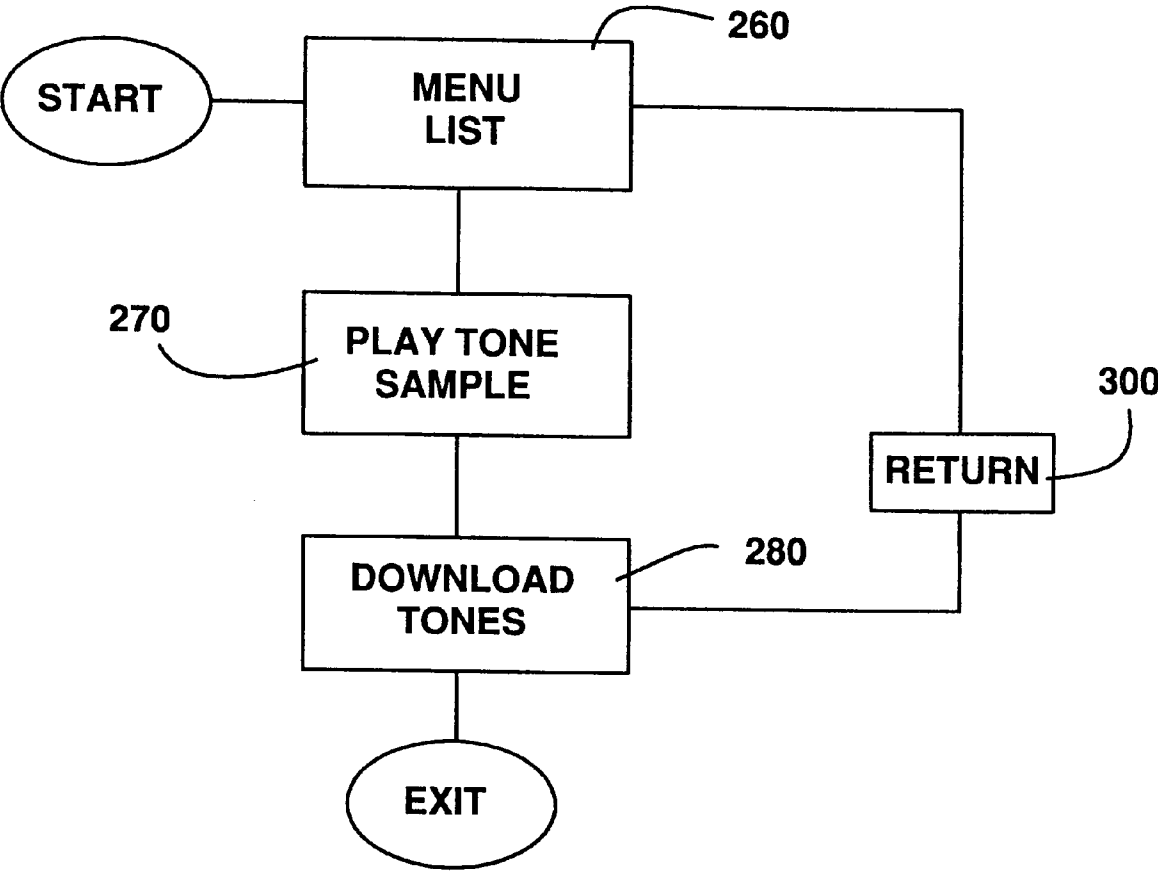 260
START
MENU
LIST
270
PLAY TONE
SAMPLE
300
RETURN
280
DOWNLOAD
TONES
EXIT